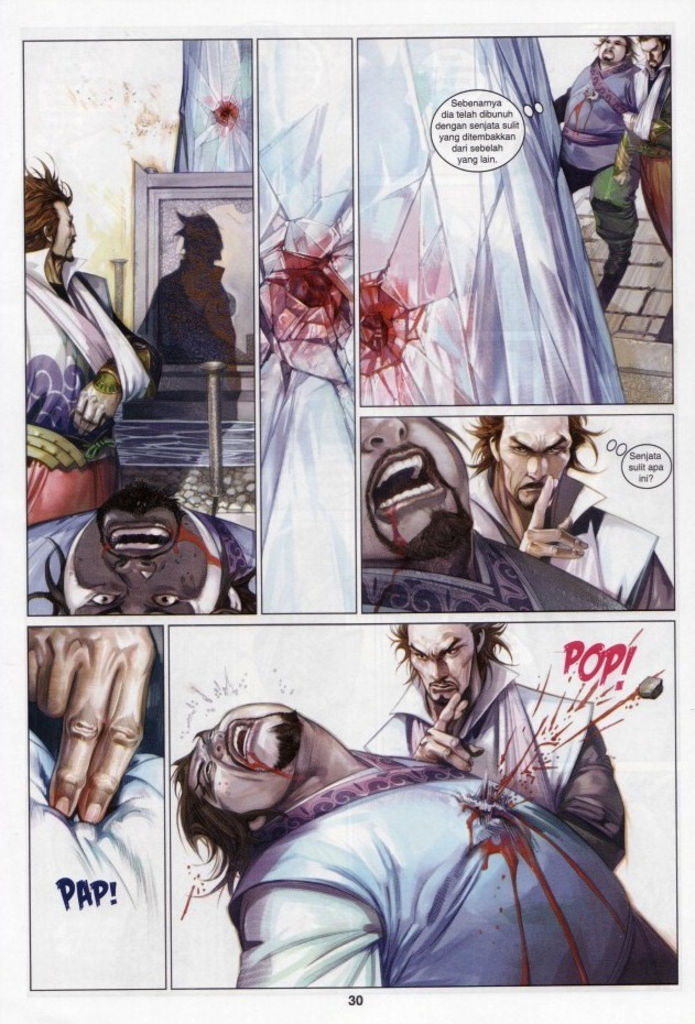 Sebenarnya
dia telah dibunuh
dengan senjata sulit
yang ditembakkan
dari sebelah
yang lain.
Senjata
sulit apa
ini?
PAP!
POP!
30